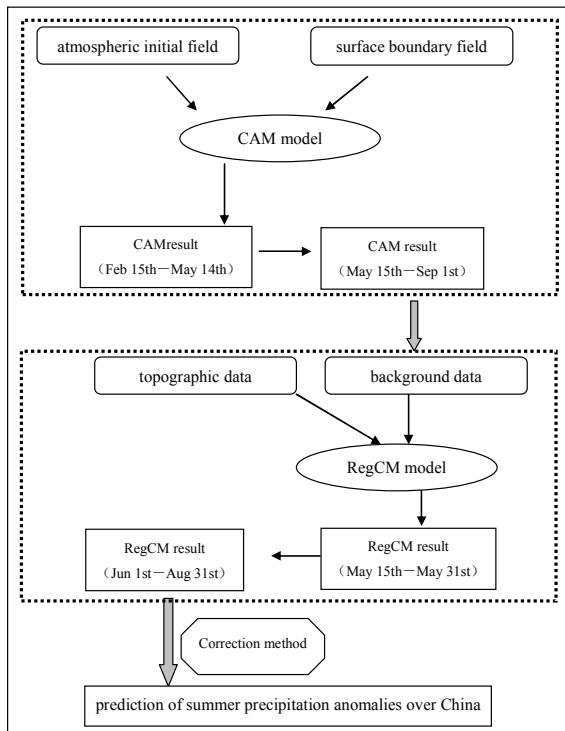 atmospheric initial field
surface boundary field
CAM model
CAMresult
（Feb 15th－May 14th）
CAM result
（May 15th－Sep 1st）
topographic data
background data
RegCM model
RegCM result
（Jun 1st－Aug 31st）
RegCM result
（May 15th－May 31st）
Correction method
prediction of summer precipitation anomalies over China